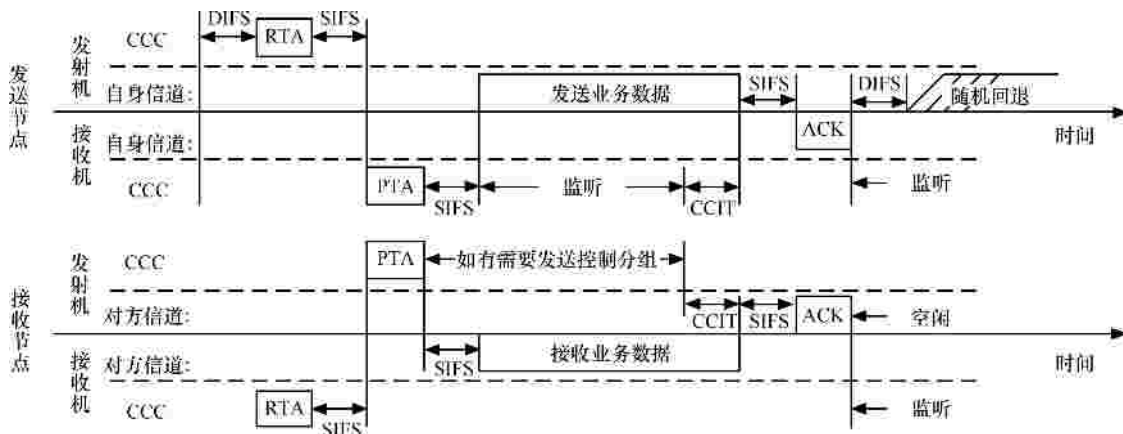 DIFS SIFS
CCC RTA
发送节点
发射机
自身信道: 发送业务数据 SIFS DIFS 随机回退
时间
接收机
自身信道: ACK
CCC PTA SIFS 监听 CCIT 监听
接收节点
发射机
CCC PTA 如有需要发送控制分组
对方信道: CCIT SIFS ACK 空闲
时间
接收机
对方信道: SIFS 接收业务数据
CCC RTA SIFS 监听